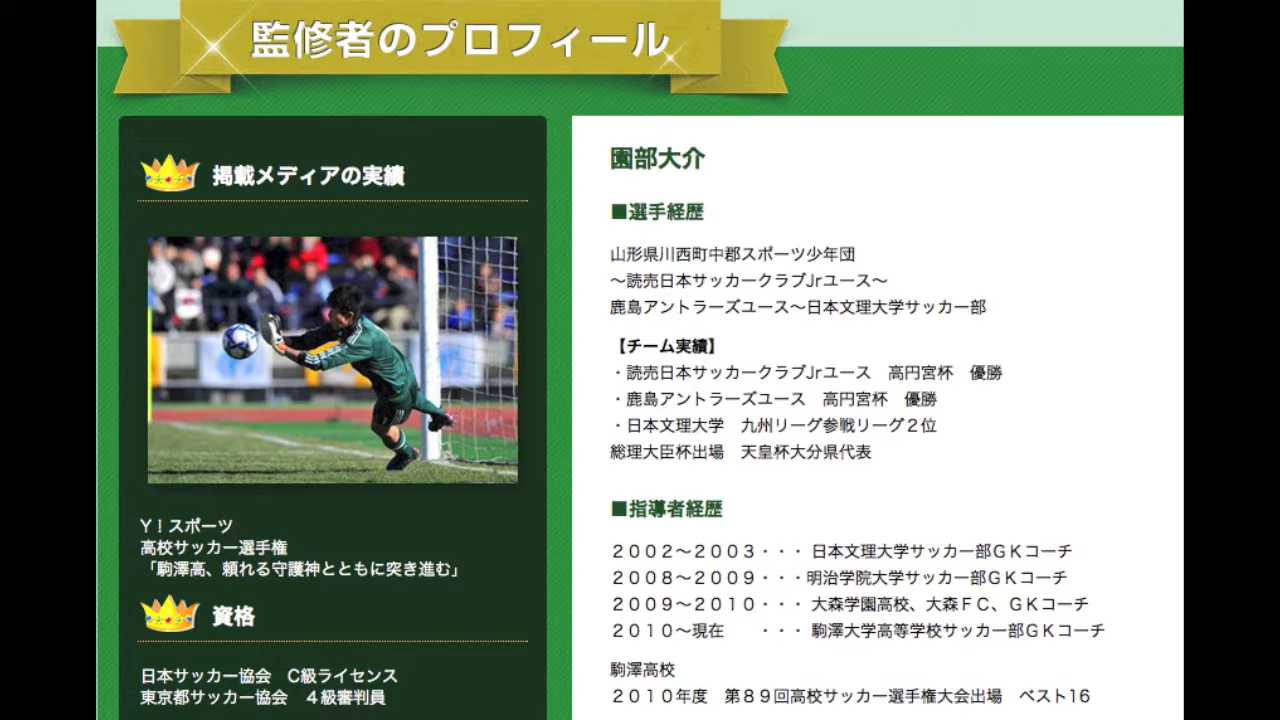 監修者のプロフィール
掲載メディアの実績
Y！スポーツ
高校サッカー選手権
「駒澤高、頼れる守護神とともに突き進む」
資格
日本サッカー協会　C級ライセンス
東京都サッカー協会　４級審判員
園部大介
■選手経歴
山形県川西町中郡スポーツ少年団
～読売日本サッカークラブJrユース～
鹿島アントラーズユース～日本文理大学サッカー部
【チーム実績】
・読売日本サッカークラブJrユース　高円宮杯　優勝
・鹿島アントラーズユース　高円宮杯　優勝
・日本文理大学　九州リーグ参戦リーグ２位
総理大臣杯出場　天皇杯大分県代表
■指導者経歴
２００２～２００３・・・ 日本文理大学サッカー部ＧＫコーチ
２００８～２００９・・・明治学院大学サッカー部ＧＫコーチ
２００９～２０１０・・・ 大森学園高校、大森ＦＣ、ＧＫコーチ
２０１０～現在　　・・・ 駒澤大学高等学校サッカー部ＧＫコーチ
駒澤高校
２０１０年度　第８９回高校サッカー選手権大会出場　ベスト16